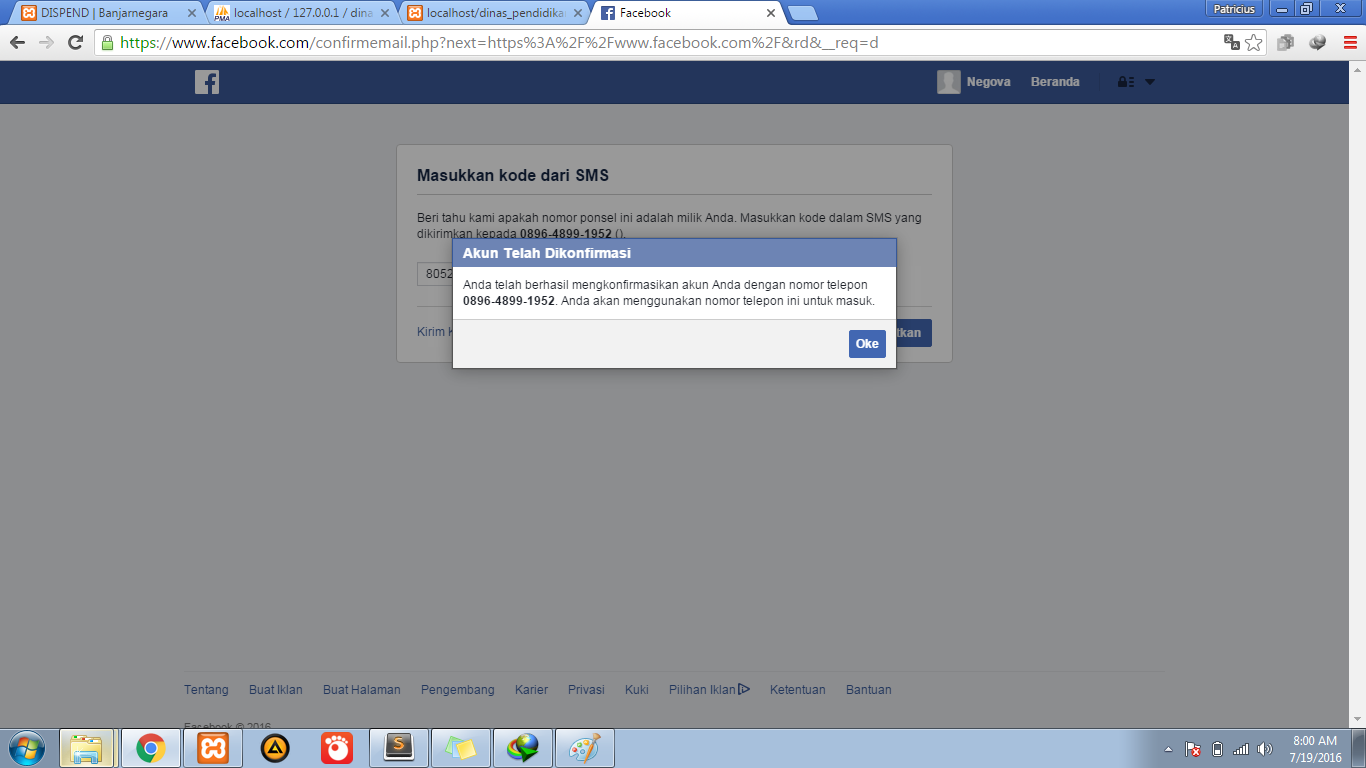 DISPEND | Banjarnegara
localhost / 127.0.0.1 / dina
localhost/dinas_pendidika
Facebook
Patricius
https://www.facebook.com/confirmemail.php?next=https%3A%2F%2Fwww.facebook.com%2F&rd&__req=d
Negova
Beranda
Masukkan kode dari SMS
Beri tahu kami apakah nomor ponsel ini adalah milik Anda. Masukkan kode dalam SMS yang
dikirimkan kepada 0896-4899-1952 ().
Akun Telah Dikonfirmasi
8052
Anda telah berhasil mengkonfirmasikan akun Anda dengan nomor telepon
0896-4899-1952. Anda akan menggunakan nomor telepon ini untuk masuk.
Kirim K
tkan
Oke
Tentang Buat Iklan Buat Halaman Pengembang Karier Privasi Kuki Pilihan Iklan Ketentuan Bantuan
Facebook © 2016
8:00 AM
7/19/2016